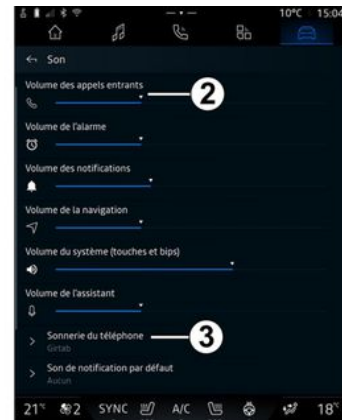 10°C 15:04
Son
Volume des appels entrants
2
Volume de l'alarme
Volume des notifications
Volume de la navigation
Volume du système (touches et bips)
Volume de l'assistant
Sonnerie du téléphone
3
Girtab
Son de notification par défaut
Aucun
21° 2 SYNC A/C 18°